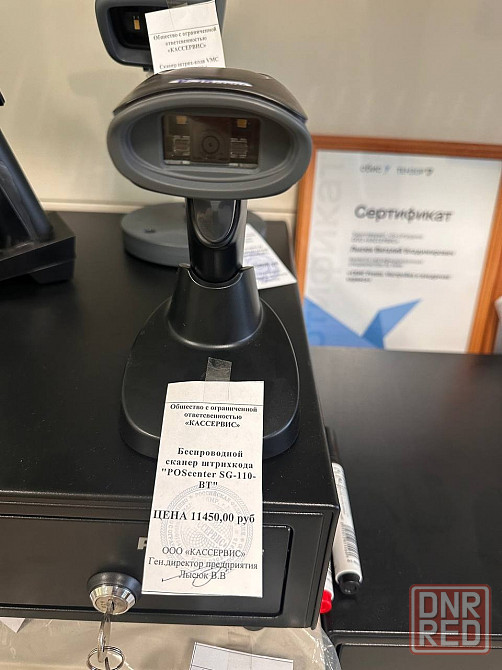 Общество с ограниченной
ответственностью
«КАССЕРВИС»
Сканер штрих кода VMC
Сертификат
Общество с ограниченной
ответственностью
«КАССЕРВИС»
Беспроводной
сканер штрихкода
"POScenter SG-110-
BT"
ЦЕНА 11450,00 руб
ООО «КАССЕРВИС»
Ген.директор предприятия
Лысюк В.В
DNR
RED